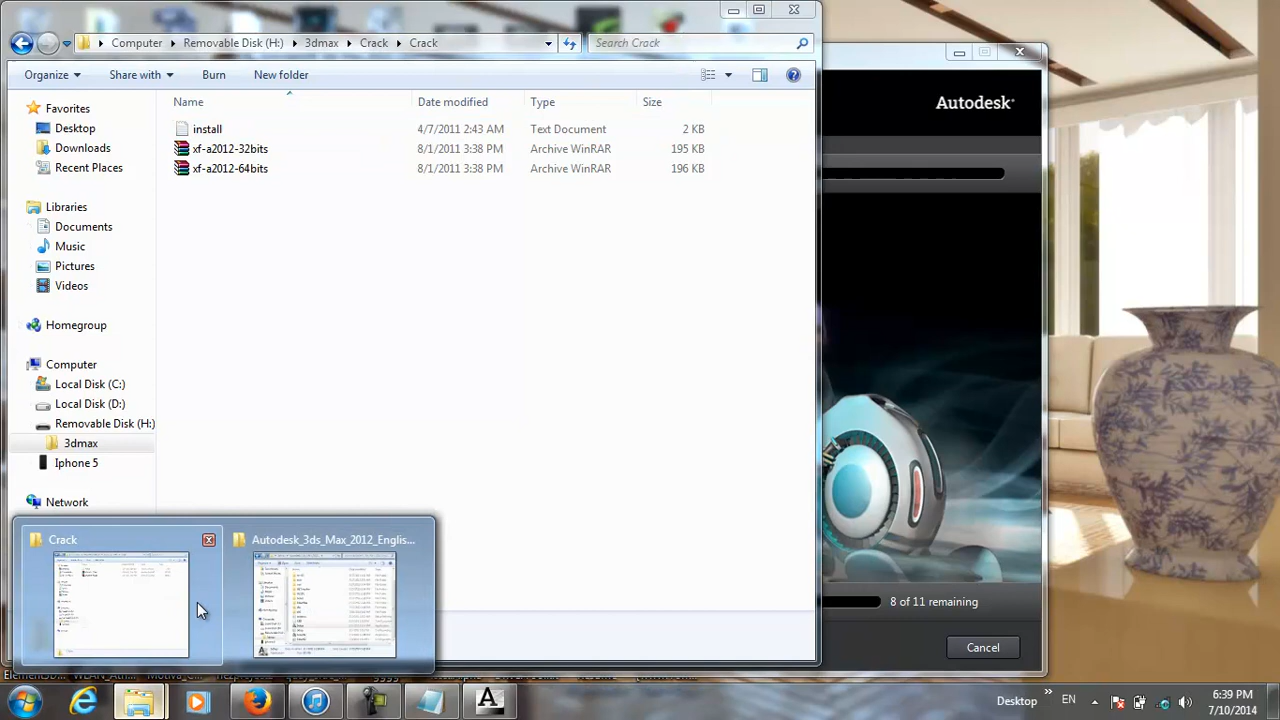 Computer
Removable Disk (H:)
3dmax
Crack
Crack
Search Crack
Organize
Share with
Burn
New folder
Name
Date modified
Type
Size
install
4/7/2011 2:43 AM
Text Document
2 KB
xf-a2012-32bits
8/1/2011 3:38 PM
Archive WinRAR
195 KB
xf-a2012-64bits
8/1/2011 3:38 PM
Archive WinRAR
196 KB
Favorites
Desktop
Downloads
Recent Places
Libraries
Documents
Music
Pictures
Videos
Homegroup
Computer
Local Disk (C:)
Local Disk (D:)
Removable Disk (H:)
3dmax
Iphone 5
Network
Autodesk
8 of 11 remaining
Cancel
Crack
Autodesk_3ds_Max_2012_Englis...
Desktop
EN
6:39 PM
7/10/2014